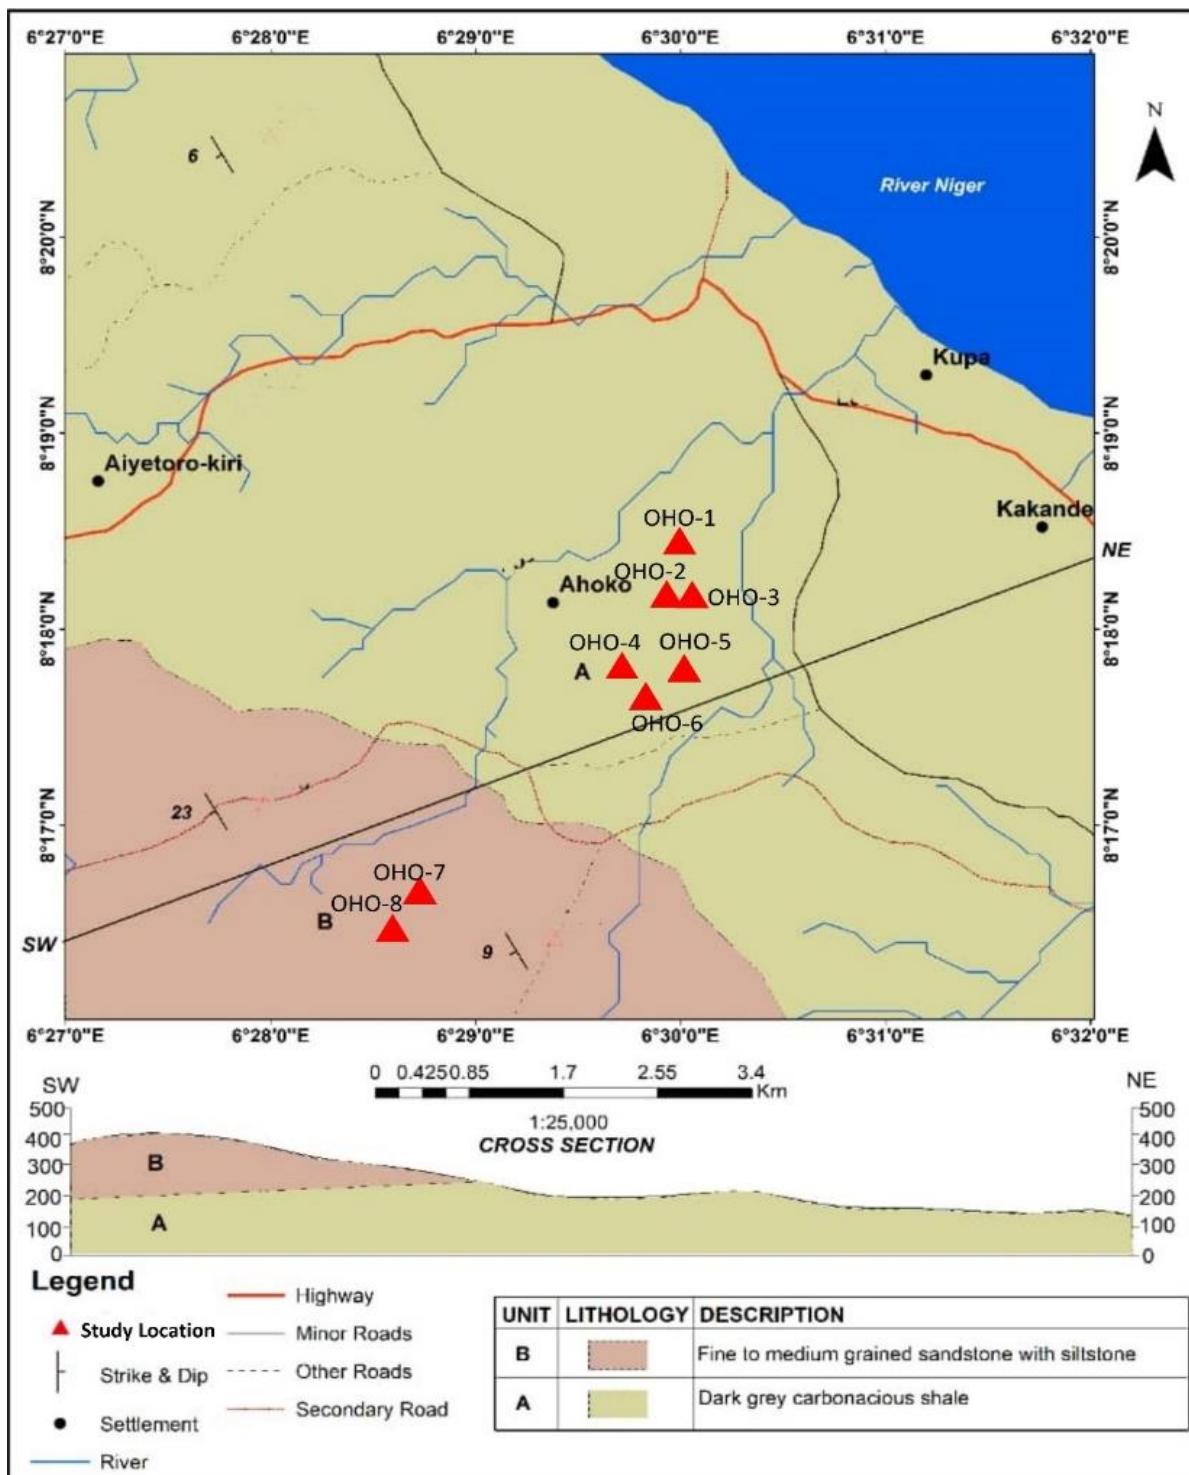 6°27'0"E 6°28'0"E 6°29'0"E 6°30'0"E 6°31'0"E 6°32'0"E
N
6
River Niger
8°20'0"N 8°20'0"N
Kupa
8°19'0"N 8°19'0"N
Aiyetoro-kiri
Kakande
OHO-1
NE
OHO-2
Ahoko
OHO-3
8°18'0"N 8°18'0"N
OHO-4 OHO-5
A
OHO-6
23
8°17'0"N 8°17'0"N
OHO-7
OHO-8
B
SW
9
6°27'0"E 6°28'0"E 6°29'0"E 6°30'0"E 6°31'0"E 6°32'0"E
0 0.425 0.85 1.7 2.55 3.4
Km
SW NE
1:25,000
CROSS SECTION
500 500
400 400
B
300 300
200 200
A
100 100
0 0
Legend
Study Location
Strike & Dip
Settlement
River
Highway
Minor Roads
Other Roads
Secondary Road
UNIT LITHOLOGY DESCRIPTION
B Fine to medium grained sandstone with siltstone
A Dark grey carbonacious shale